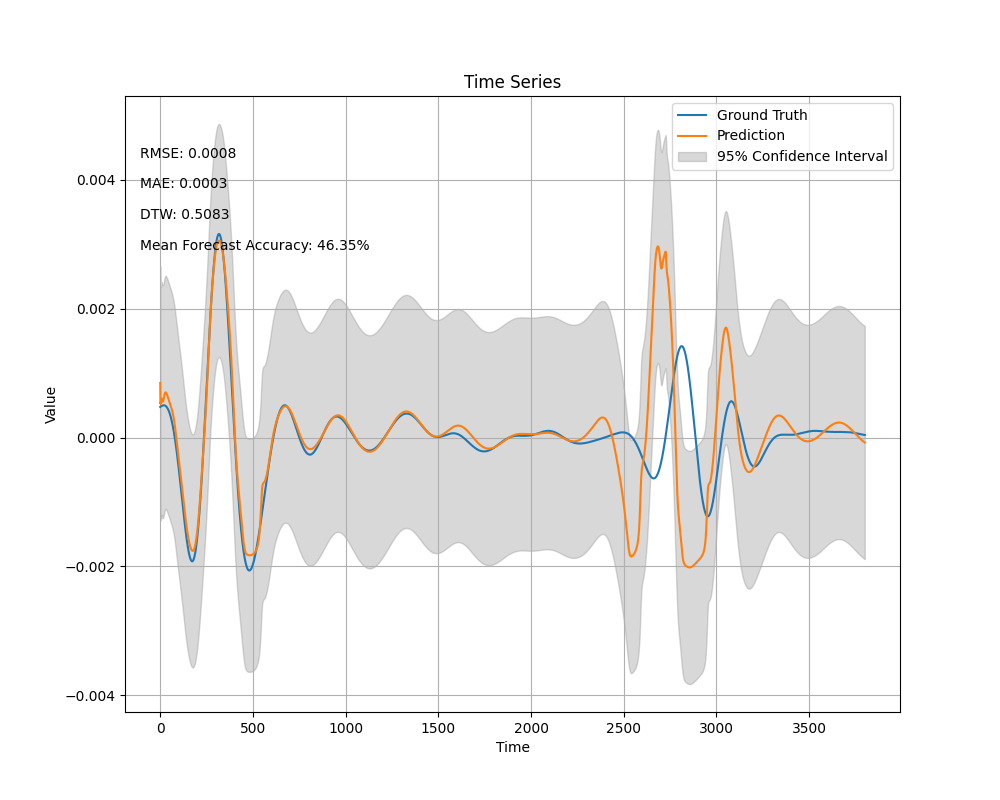 Time Series
Ground Truth
Prediction
95% Confidence Interval
RMSE: 0.0008
MAE: 0.0003
DTW: 0.5083
Mean Forecast Accuracy: 46.35%
Value
0.004
0.002
0.000
−0.002
−0.004
0 500 1000 1500 2000 2500 3000 3500
Time